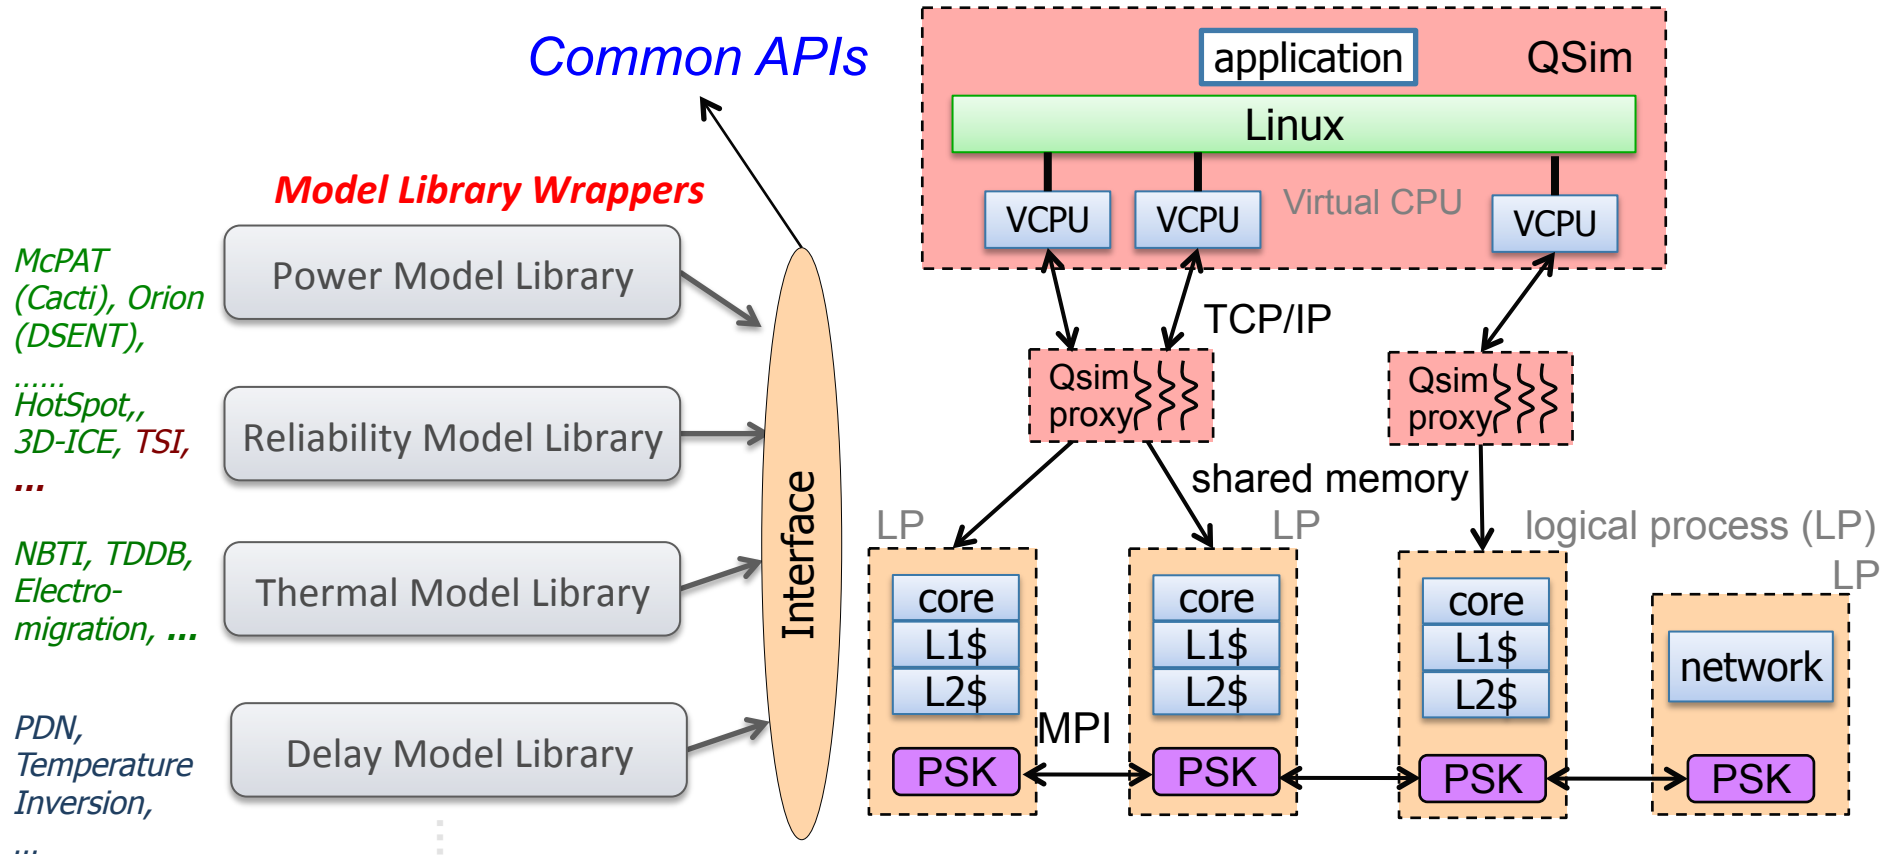 Common APIs
Model Library Wrappers
McPAT
(Cacti), Orion
(DSENT),
......
HotSpot,,
3D-ICE, TSI,
...
NBTI, TDDB,
Electro-
migration, ...
PDN,
Temperature
Inversion,
...
Power Model Library
Reliability Model Library
Thermal Model Library
Delay Model Library
Interface
application
QSim
Linux
VCPU
VCPU
Virtual CPU
VCPU
TCP/IP
Qsim
proxy
Qsim
proxy
shared memory
LP
LP
logical process (LP)
LP
core
L1$
L2$
PSK
MPI
core
L1$
L2$
PSK
core
L1$
L2$
PSK
network
PSK